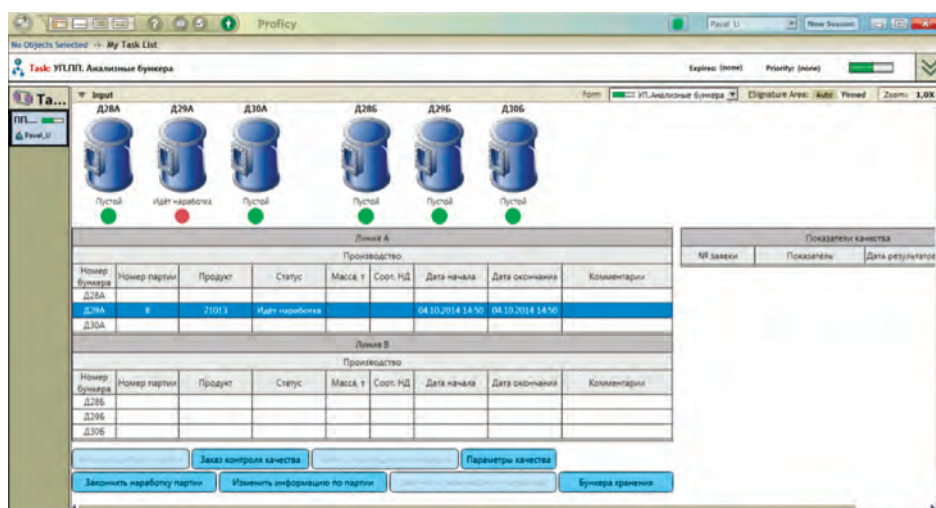 Proficy
Pavel_U
New Session
No Objects Selected
My Task List
Task: УП.ПП. Анализные бункера
Expires: (none)
Priority: (none)
Ta...
Input
Form
УП.Анализные бункера
ESignature Area:
Auto
Pinned
Zoom:
1,0X
ПП....
Pavel_U
Д28А
Д29А
Д30А
Д28Б
Д29Б
Д30Б
Пустой
Идёт наработка
Пустой
Пустой
Пустой
Пустой
Линия А
Производство
Номер бункера
Номер партии
Продукт
Статус
Масса, т
Соот. НД
Дата начала
Дата окончания
Комментарии
Д28А
Д29А 8 21013 Идёт наработка 04.10.2014 14:50 04.10.2014 14:50
Д30А
Линия В
Производство
Номер бункера
Номер партии
Продукт
Статус
Масса, т
Соот. НД
Дата начала
Дата окончания
Комментарии
Д28Б
Д29Б
Д30Б
Показатели качества
№ заявки
Показатель
Дата результатов
Заказ контроля качества
Параметры качества
Закончить наработку партии
Изменить информацию по партии
Бункера хранения